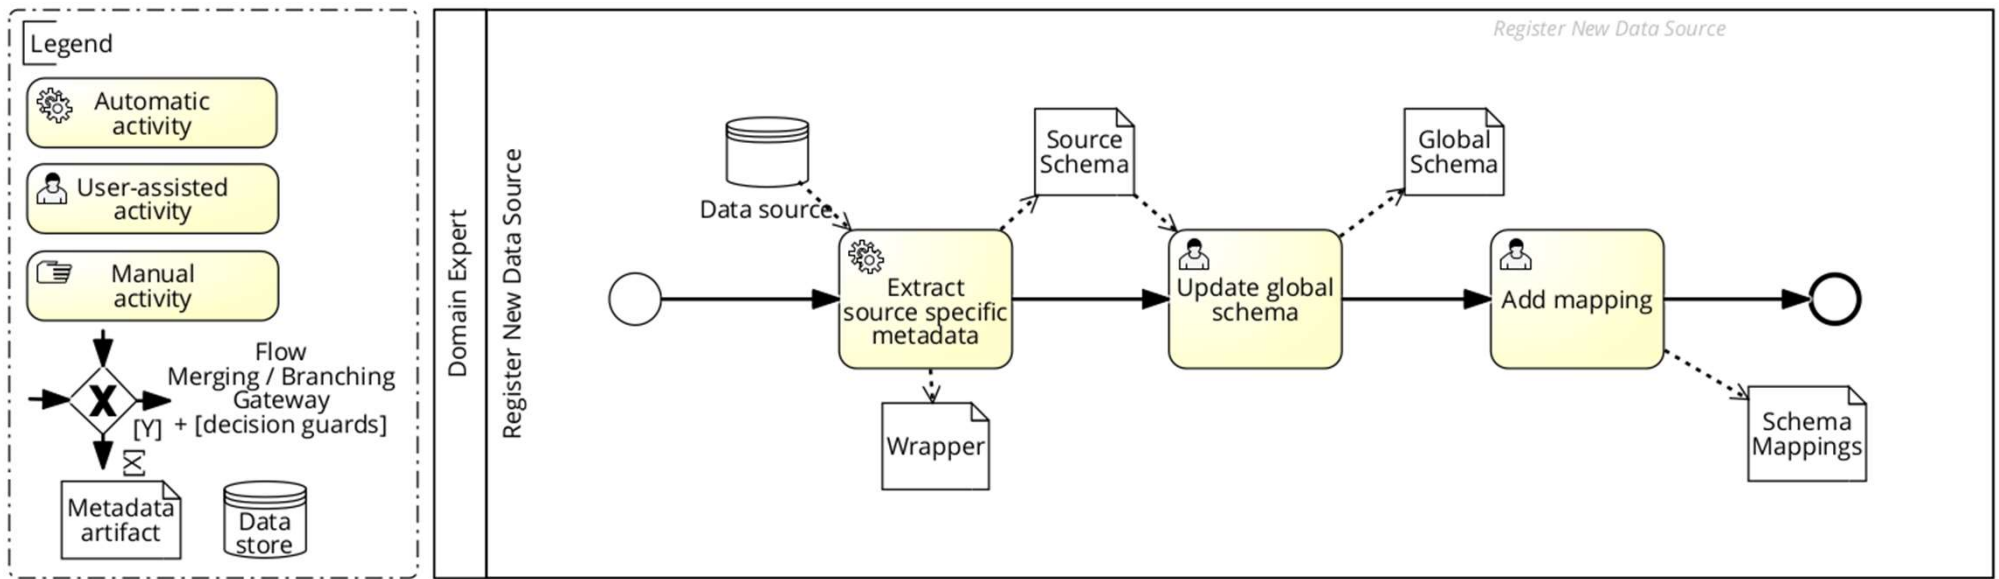 Legend
Automatic
activity
User-assisted
activity
Manual
activity
Flow
Merging / Branching
Gateway
+ [decision guards]
[Y]
[X]
Metadata
artifact
Data
store
Domain Expert
Register New Data Source
Register New Data Source
Data source
Source
Schema
Global
Schema
Extract
source specific
metadata
Update global
schema
Add mapping
Wrapper
Schema
Mappings